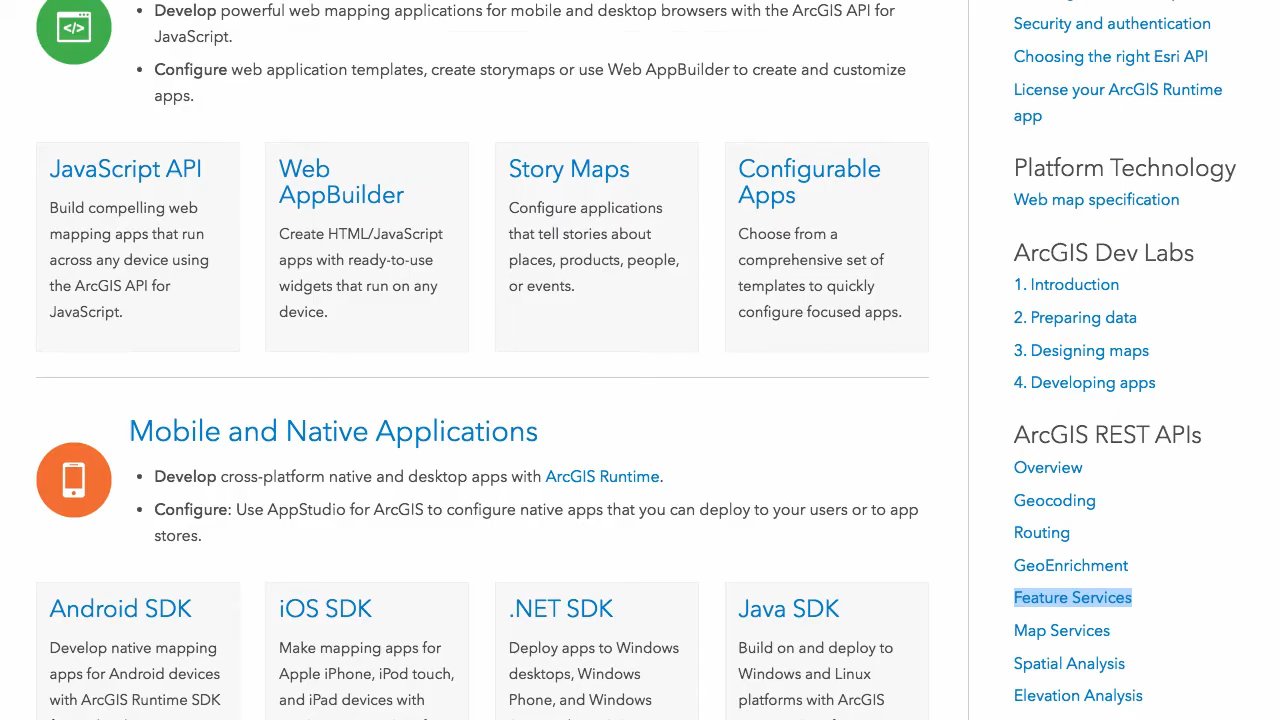 Develop powerful web mapping applications for mobile and desktop browsers with the ArcGIS API for
JavaScript.
Configure web application templates, create storymaps or use Web AppBuilder to create and customize
apps.
JavaScript API
Build compelling web
mapping apps that run
across any device using
the ArcGIS API for
JavaScript.
Web
AppBuilder
Create HTML/JavaScript
apps with ready-to-use
widgets that run on any
device.
Story Maps
Configure applications
that tell stories about
places, products, people,
or events.
Configurable
Apps
Choose from a
comprehensive set of
templates to quickly
configure focused apps.
Mobile and Native Applications
Develop cross-platform native and desktop apps with ArcGIS Runtime.
Configure: Use AppStudio for ArcGIS to configure native apps that you can deploy to your users or to app
stores.
Android SDK
Develop native mapping
apps for Android devices
with ArcGIS Runtime SDK
iOS SDK
Make mapping apps for
Apple iPhone, iPod touch,
and iPad devices with
.NET SDK
Deploy apps to Windows
desktops, Windows
Phone, and Windows
Java SDK
Build on and deploy to
Windows and Linux
platforms with ArcGIS
Security and authentication
Choosing the right Esri API
License your ArcGIS Runtime
app
Platform Technology
Web map specification
ArcGIS Dev Labs
1. Introduction
2. Preparing data
3. Designing maps
4. Developing apps
ArcGIS REST APIs
Overview
Geocoding
Routing
GeoEnrichment
Feature Services
Map Services
Spatial Analysis
Elevation Analysis